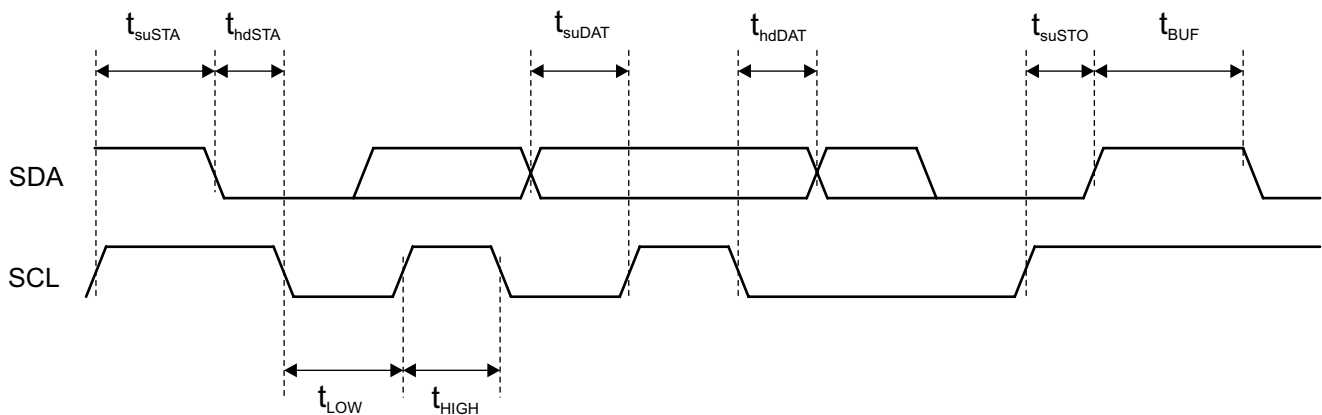 tsuSTA thdSTA tsuDAT thdDAT tsuSTO tBUF
SDA
SCL
tLOW tHIGH